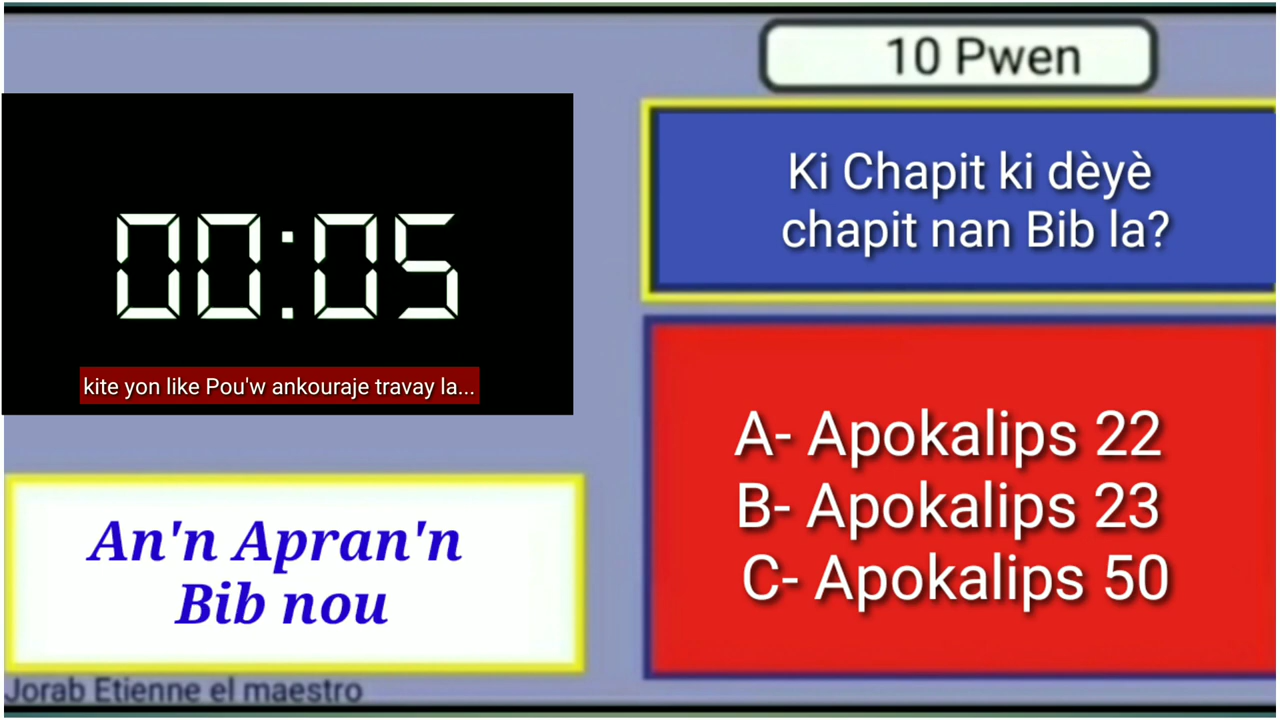 10 Pwen
Ki Chapit ki dèyè
chapit nan Bib la?
00:05
kite yon like Pou'w ankouraje travay la...
A- Apokalips 22
B- Apokalips 23
C- Apokalips 50
An'n Apran'n
Bib nou
Jorab Etienne el maestro